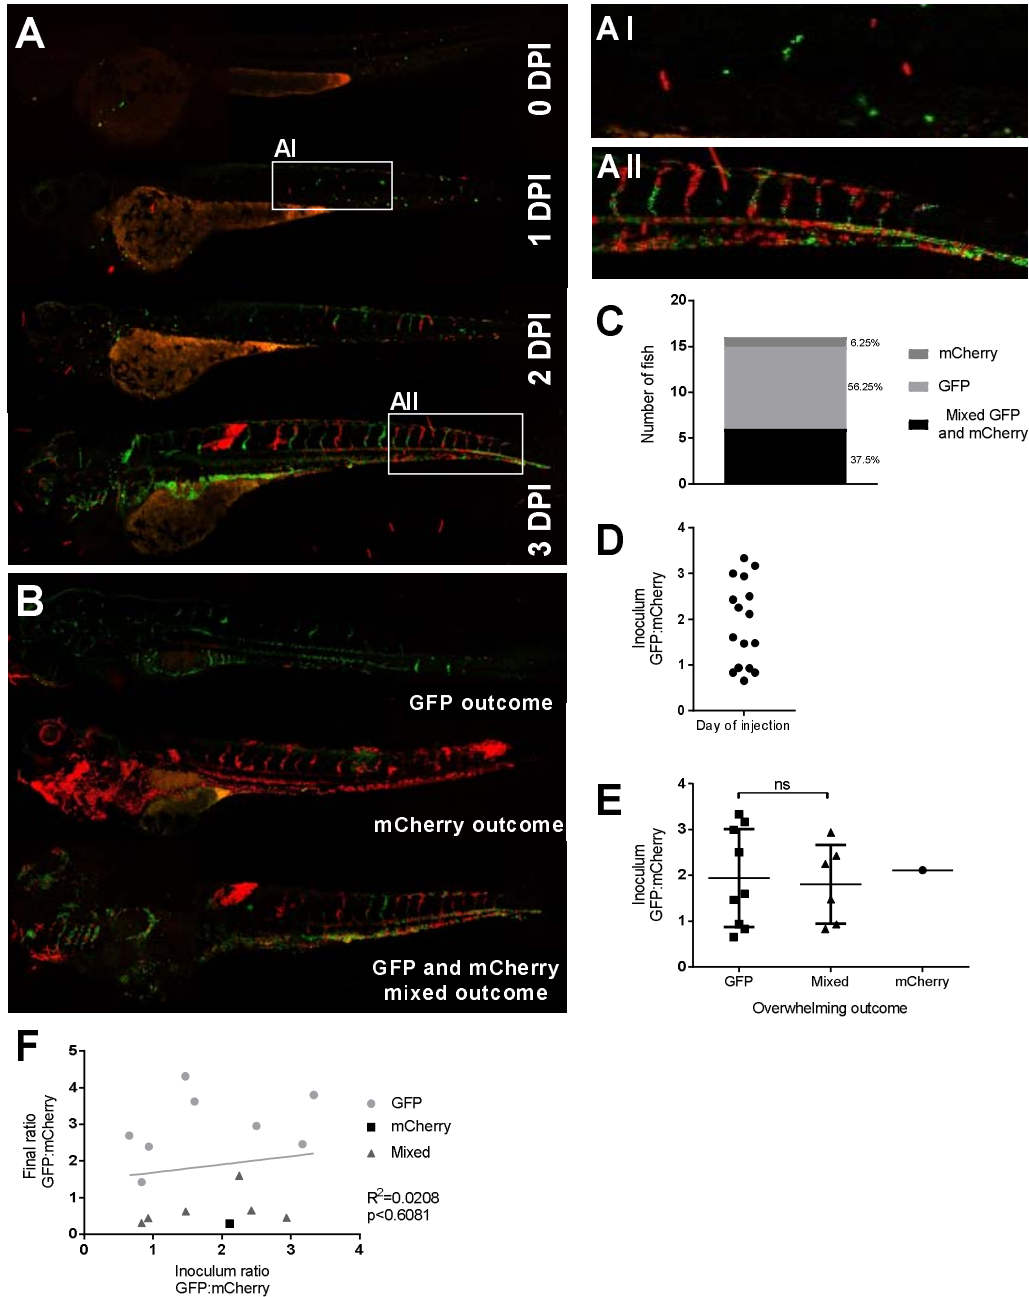 A
0 DPI
AI
1 DPI
2 DPI
AII
3 DPI
A I
A II
B
GFP outcome
mCherry outcome
GFP and mCherry
mixed outcome
C
Number of fish
20
15
10
5
0
6.25%
56.25%
37.5%
mCherry
GFP
Mixed GFP
and mCherry
D
Inoculum
GFP:mCherry
4
3
2
1
0
Day of injection
E
Inoculum
GFP:mCherry
4
3
2
1
0
ns
GFP
Mixed
mCherry
Overwhelming outcome
F
Final ratio
GFP:mCherry
5
4
3
2
1
0
0
1
2
3
4
Inoculum ratio
GFP:mCherry
GFP
mCherry
Mixed
R²=0.0208
p<0.6081